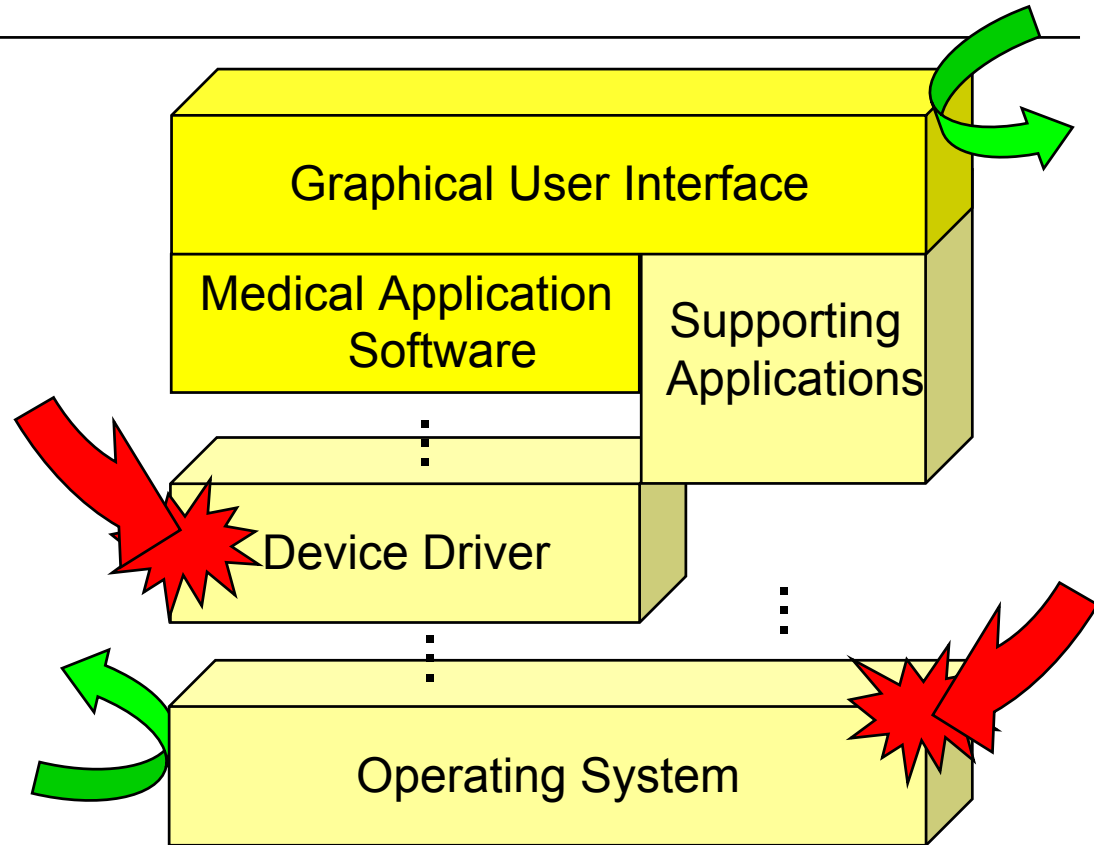 Graphical User Interface
Medical Application
Software
Supporting
Applications
Device Driver
Operating System